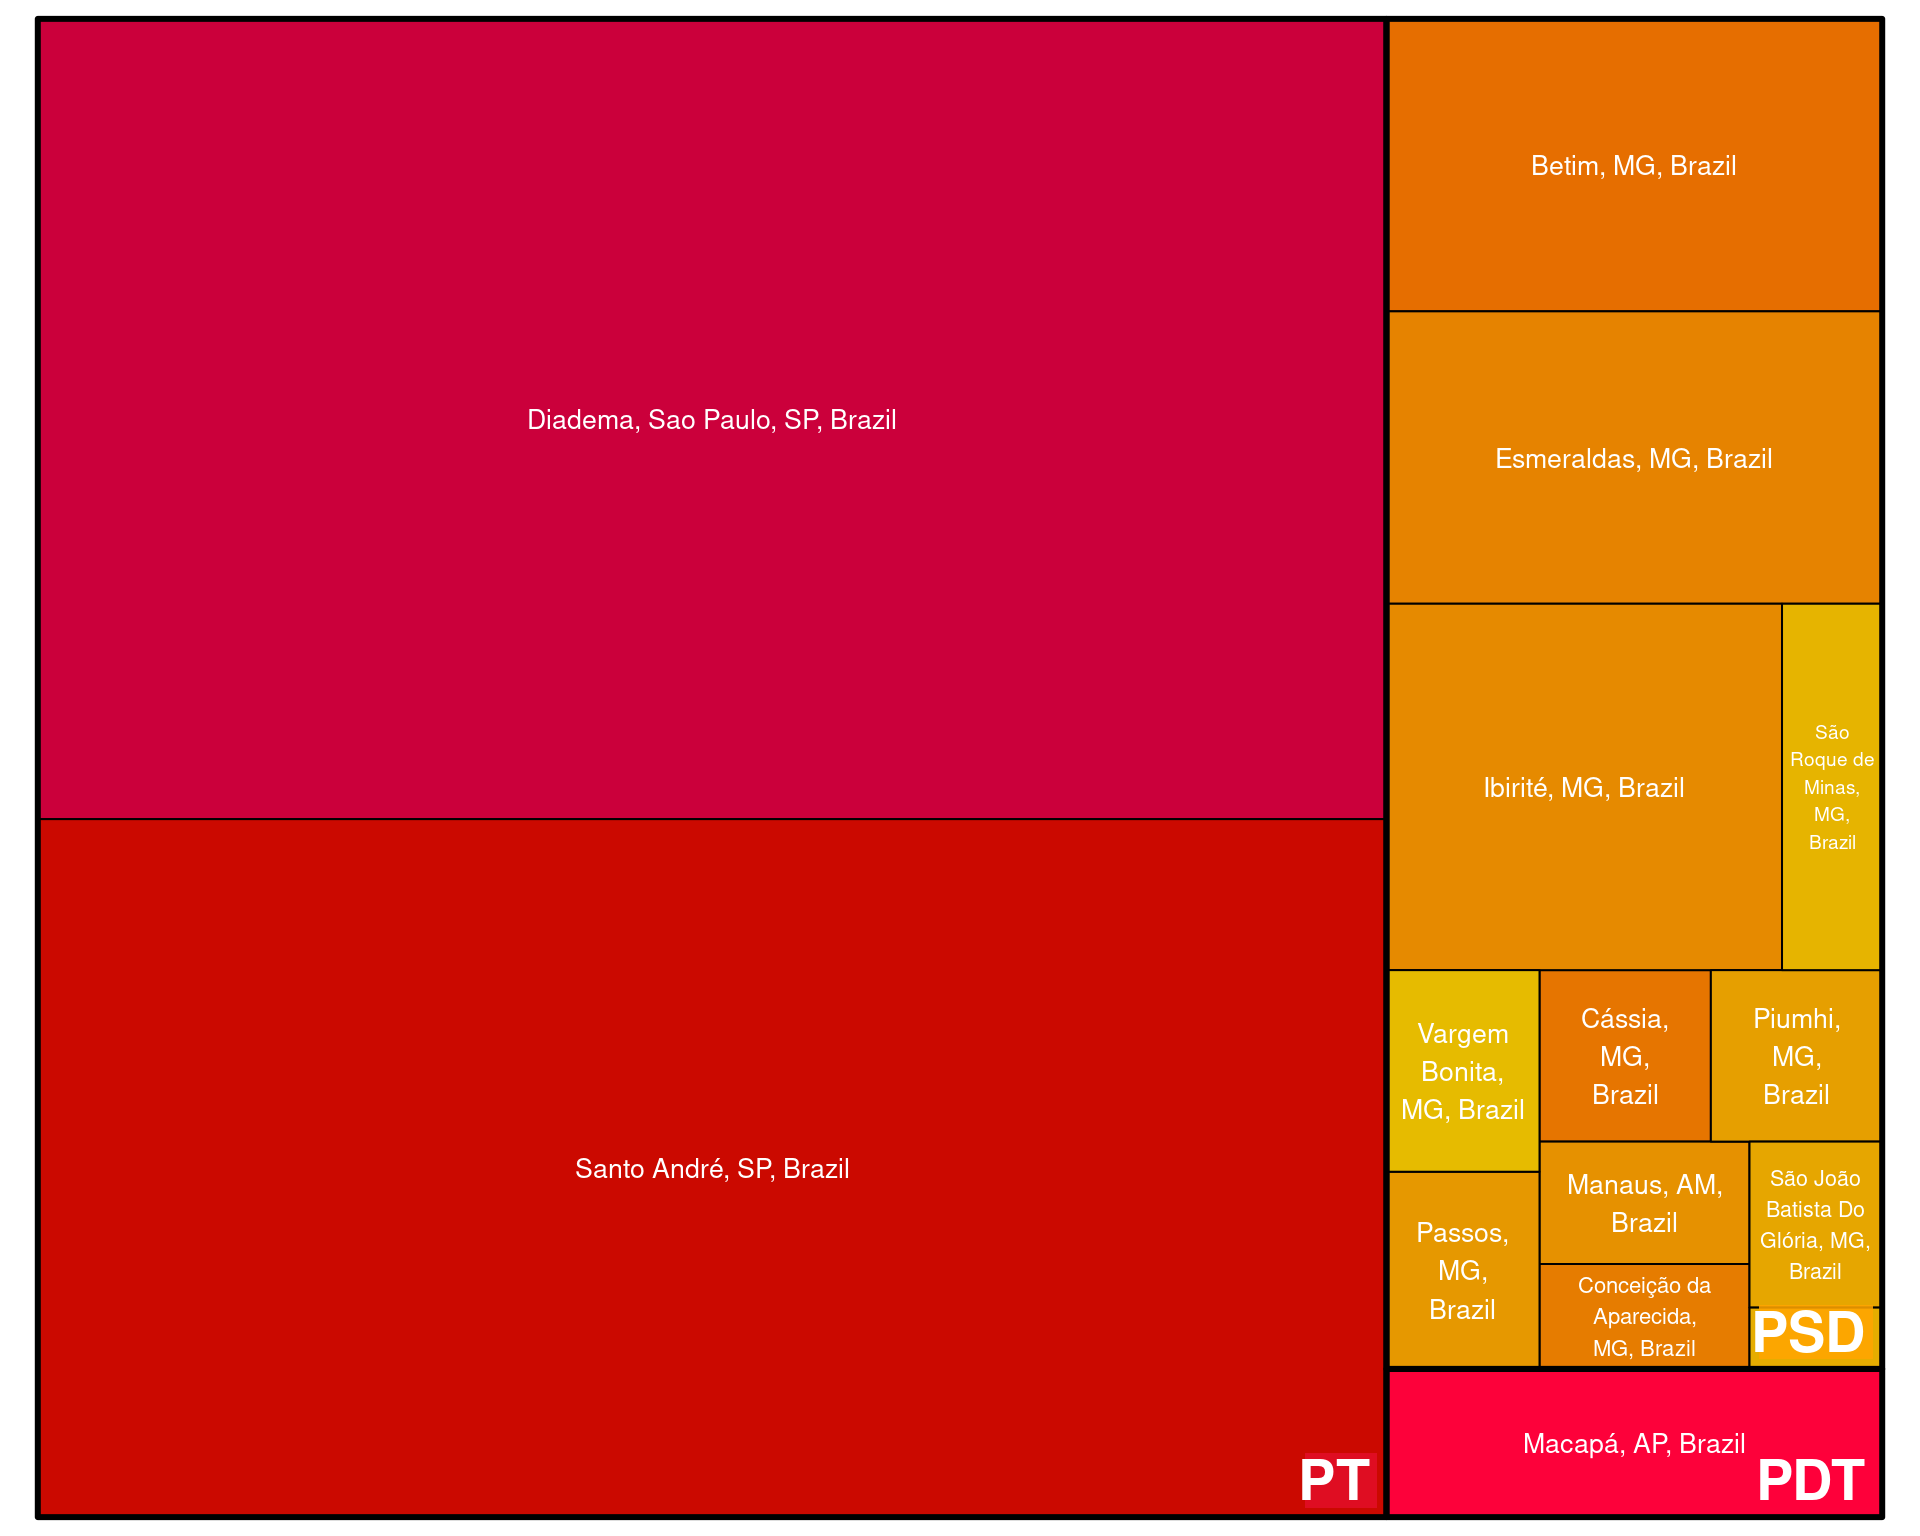 Diadema, Sao Paulo, SP, Brazil
Santo André, SP, Brazil
PT
Betim, MG, Brazil
Esmeraldas, MG, Brazil
Ibirité, MG, Brazil
São
Roque de
Minas,
MG,
Brazil
Vargem
Bonita,
MG, Brazil
Cássia,
MG,
Brazil
Piumhi,
MG,
Brazil
Passos,
MG,
Brazil
Manaus, AM,
Brazil
São João
Batista Do
Glória, MG,
Brazil
Conceição da
Aparecida,
MG, Brazil
PSD
Macapá, AP, Brazil
PDT